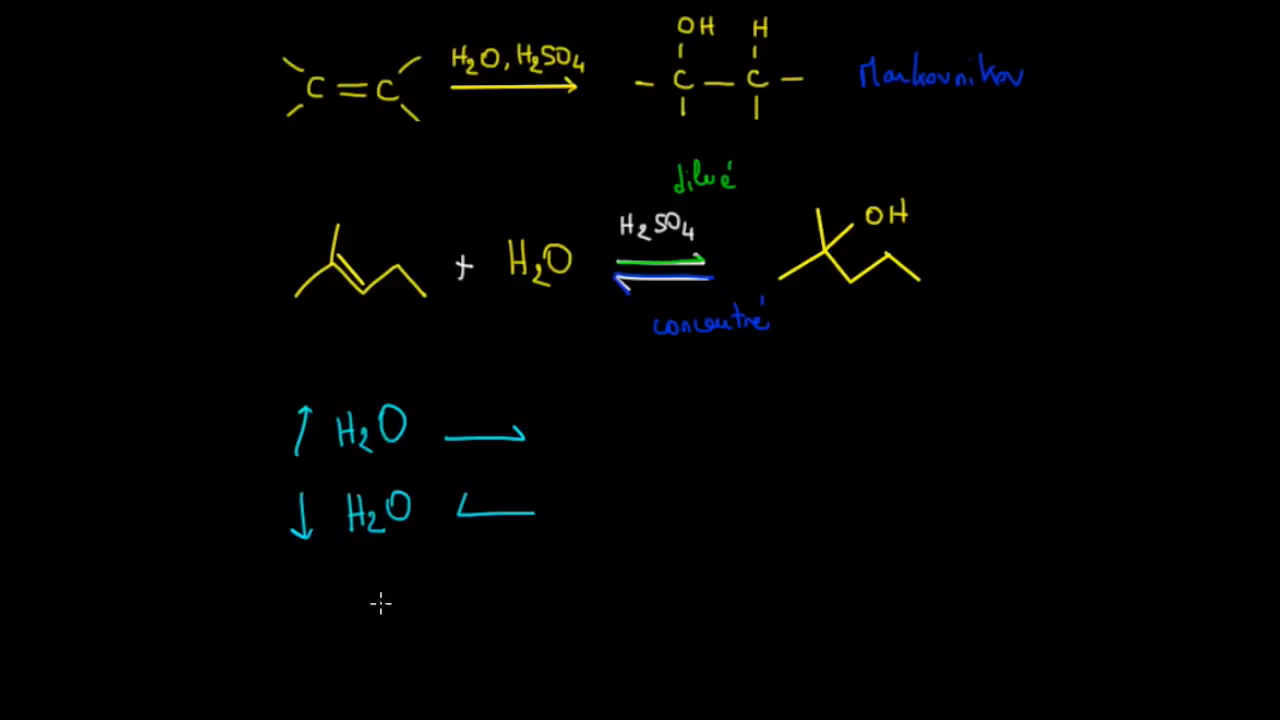 OH H
C = C H2O, H2SO4 → — C — C — Markovnikov
dilué
H2SO4
+ H2O ⇌ OH
concentré
↑ H2O ⇀
↓ H2O ↽